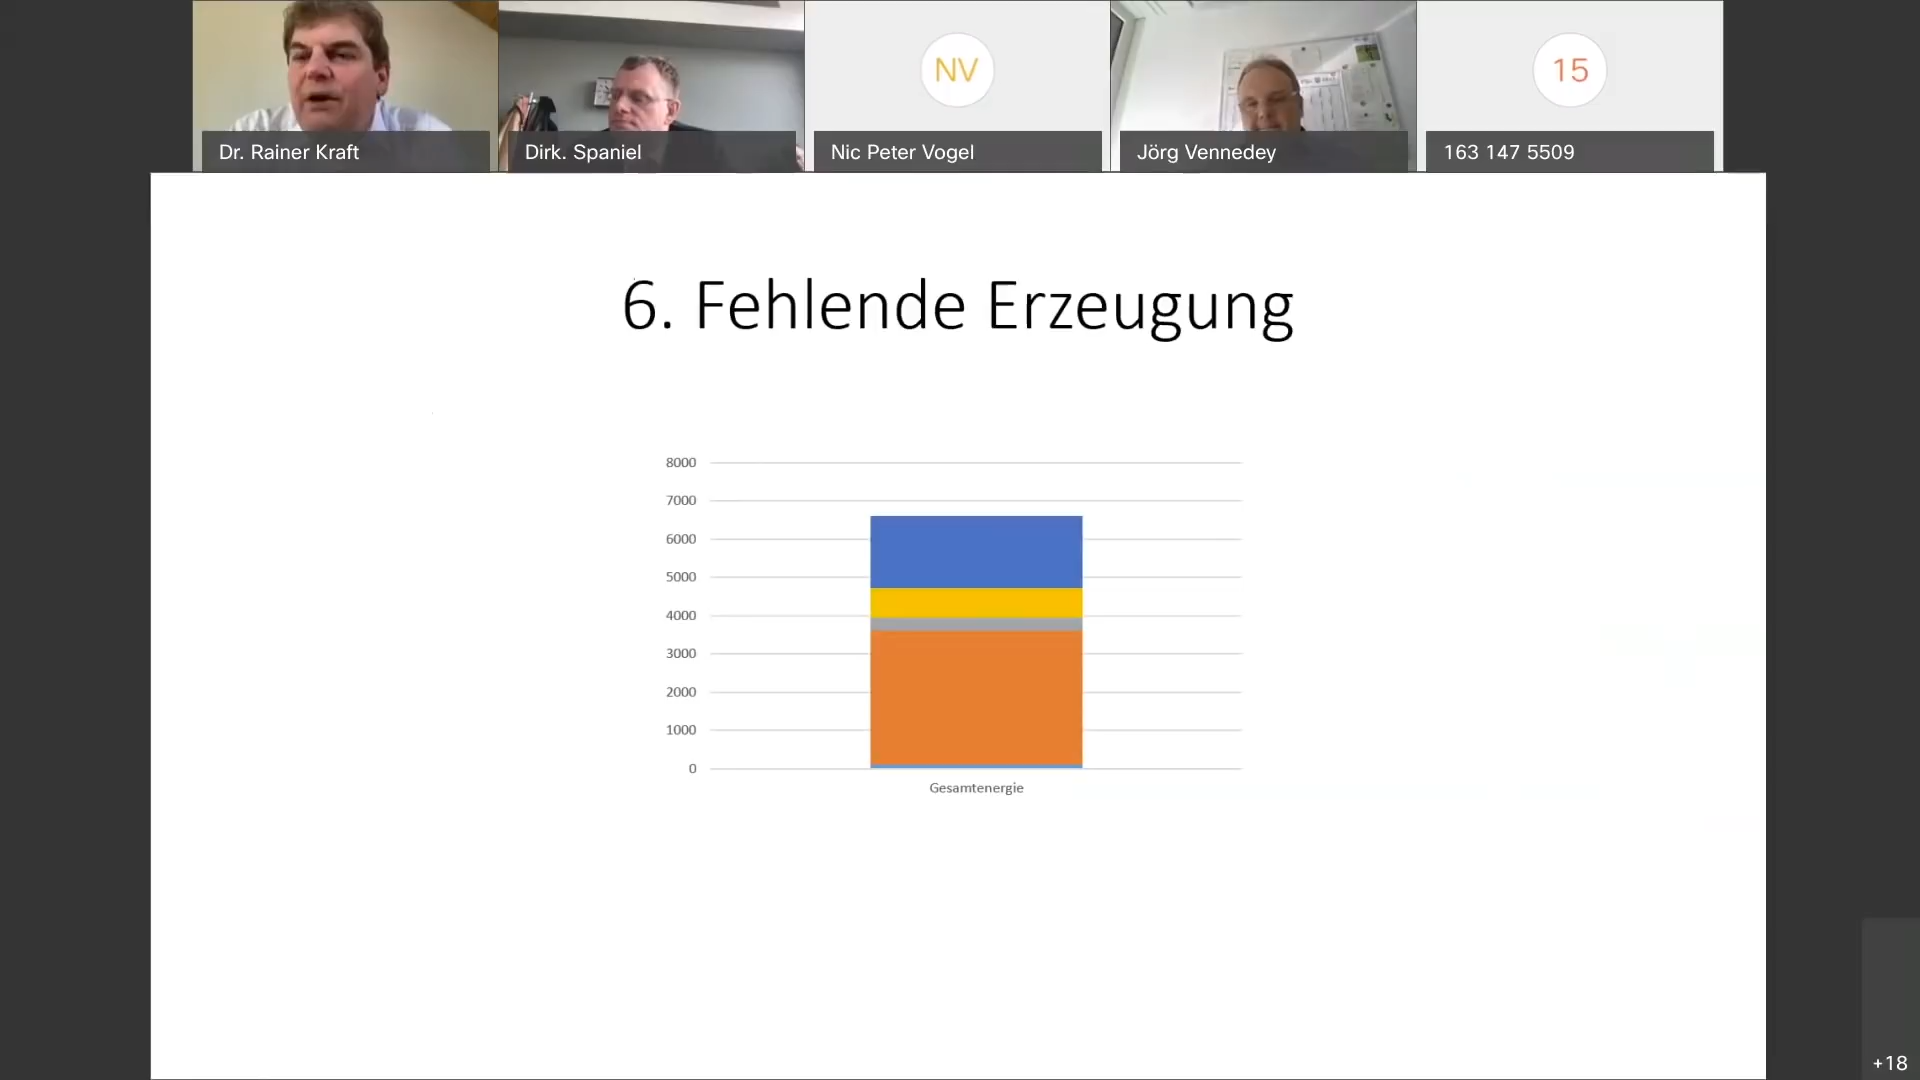 NV
15
Dr. Rainer Kraft
Dirk. Spaniel
Nic Peter Vogel
Jörg Vennedey
163 147 5509
6. Fehlende Erzeugung
8000
7000
6000
5000
4000
3000
2000
1000
0
Gesamtenergie
+18